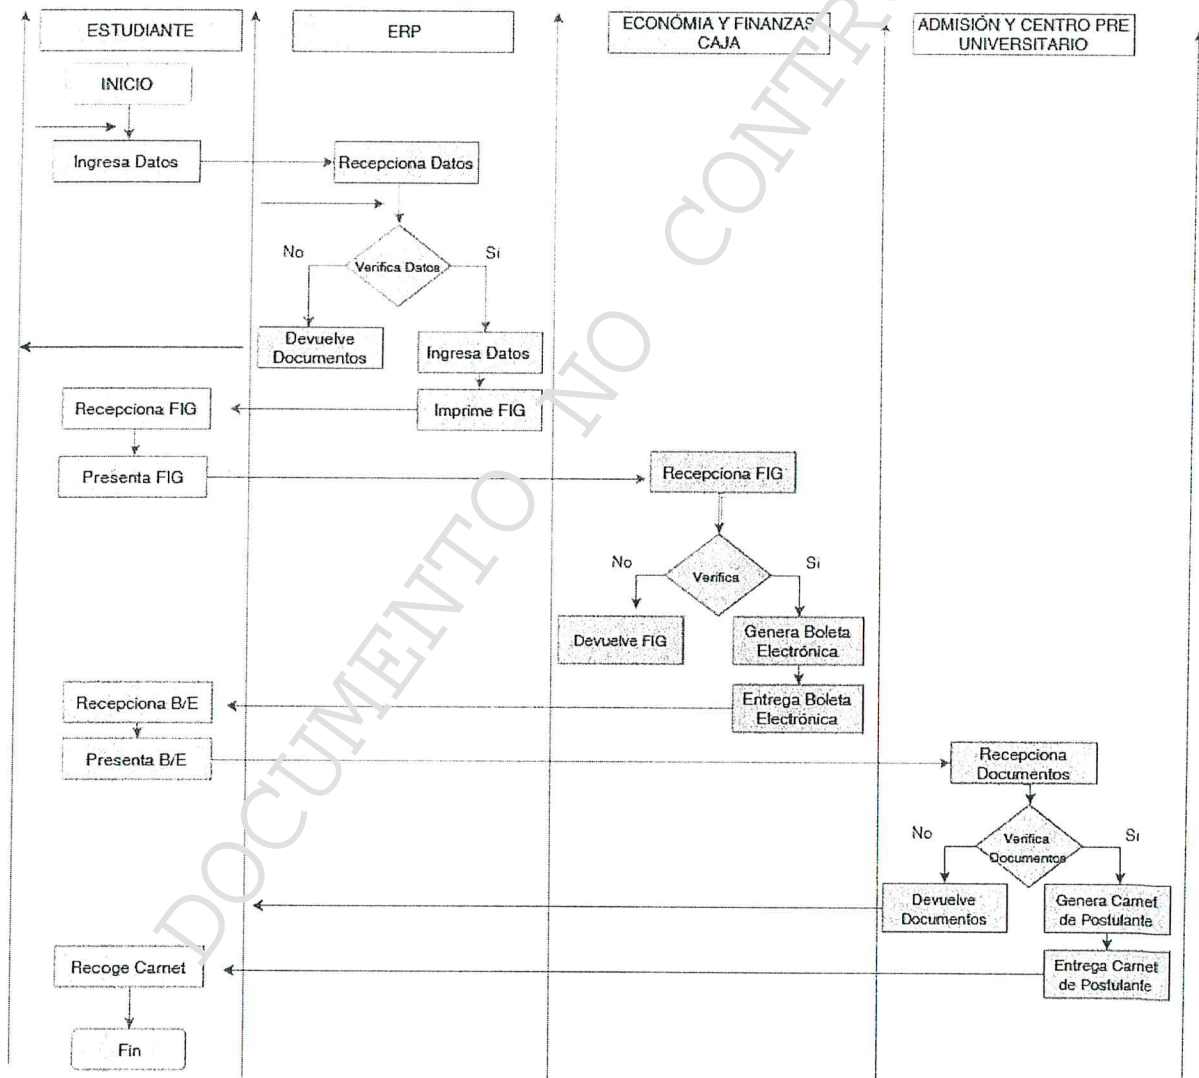 ESTUDIANTE
ERP
ECONÓMIA Y FINANZAS
CAJA
ADMISIÓN Y CENTRO PRE
UNIVERSITARIO
INICIO
Ingresa Datos
Recepciona Datos
Verifica Datos
No
Si
Devuelve
Documentos
Ingresa Datos
Recepciona FIG
Imprime FIG
Presenta FIG
Recepciona FIG
Verifica
No
Si
Devuelve FIG
Genera Boleta
Electrónica
Entrega Boleta
Electrónica
Recepciona B/E
Presenta B/E
Recepciona
Documentos
Verifica
Documentos
No
Si
Devuelve
Documentos
Genera Carnet
de Postulante
Entrega Carnet
de Postulante
Recoge Carnet
Fin
DOCUMENTO NO CONTR